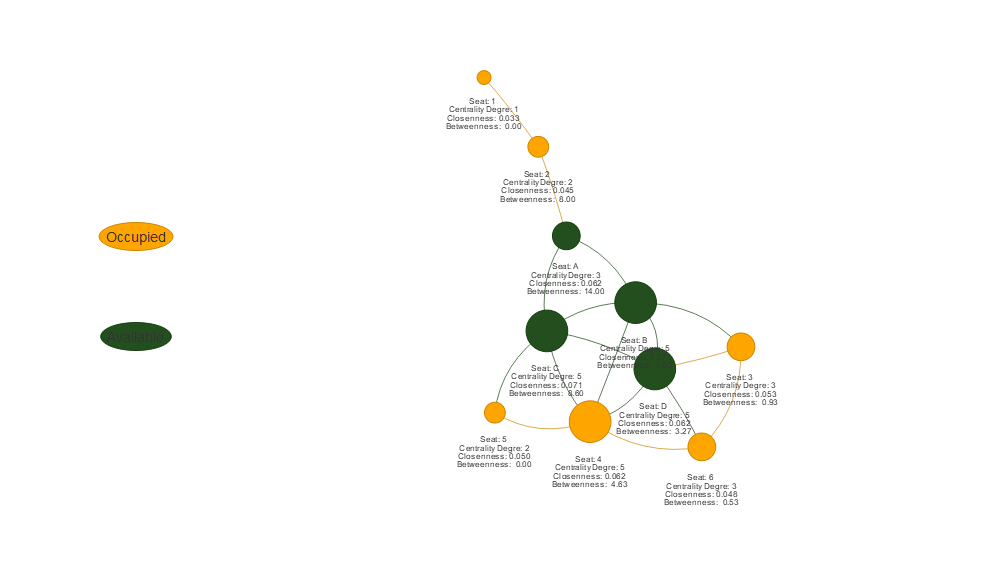 Seat: 1
Centrality Degre: 1
Closenness: 0.033
Betweenness: 0.00
Seat: 2
Centrality Degre: 2
Closenness: 0.045
Betweenness: 8.00
Occupied
Seat: A
Centrality Degre: 3
Closenness: 0.062
Betweenness: 14.00
Available
Seat: B
Centrality Degre: 5
Seat: C
Centrality Degre: 5
Closenness: 0.071
Betweenness: 8.60
Seat: 3
Centrality Degre: 3
Closenness: 0.053
Betweenness: 0.93
Seat: D
Centrality Degre: 5
Closenness: 0.062
Betweenness: 3.27
Seat: 5
Centrality Degre: 2
Closenness: 0.050
Betweenness: 0.00
Seat: 4
Centrality Degre: 5
Closenness: 0.062
Betweenness: 4.63
Seat: 6
Centrality Degre: 3
Closenness: 0.048
Betweenness: 0.53